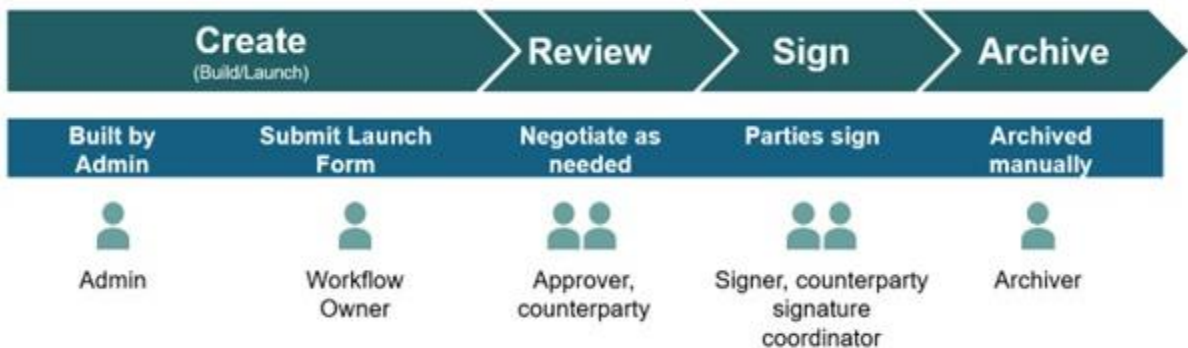 Create
(Build/Launch)
Review
Sign
Archive
Built by
Admin
Submit Launch
Form
Negotiate as
needed
Parties sign
Archived
manually
Admin
Workflow
Owner
Approver,
counterparty
Signer, counterparty
signature
coordinator
Archiver